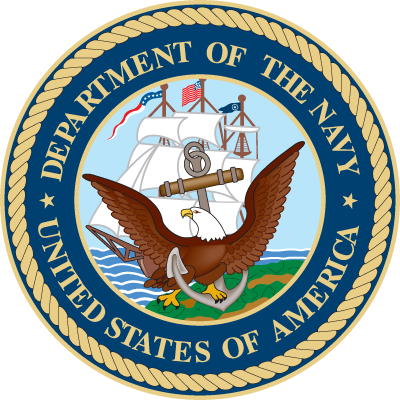 DEPARTMENT OF THE NAVY
UNITED STATES OF AMERICA